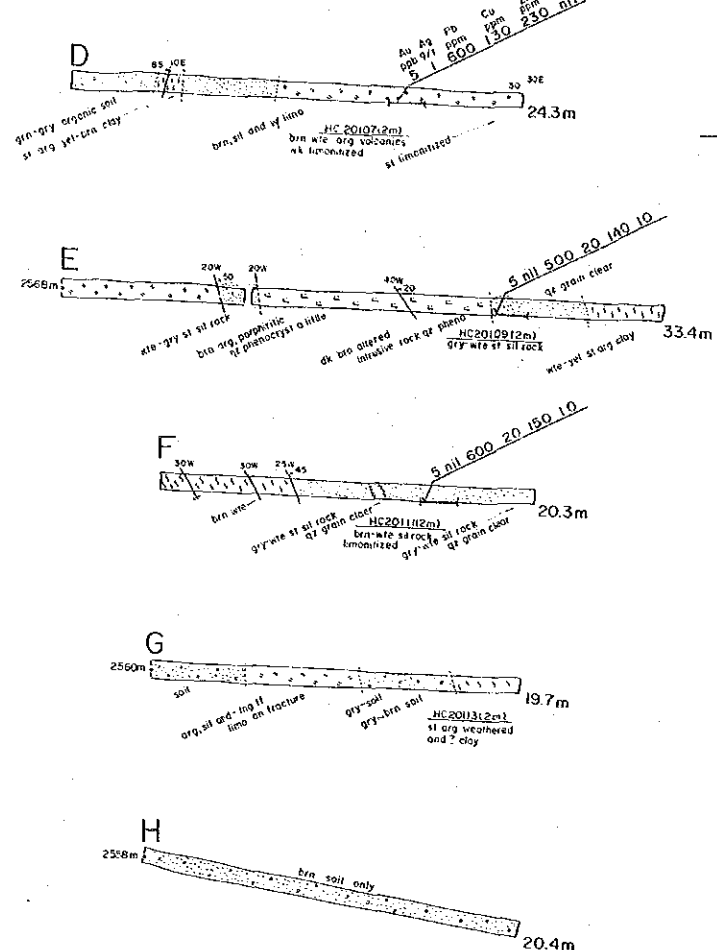 Au Ag Pb Cu
ppb g/t ppm ppm ppm
5 1 600 130 230 nil
D
85 10E
30 30E
24.3m
grn-gry organic soil
st arg yel-brn clay
brn, sil and w limo
HC 20107(2m)
brn wte arg volcanics
wk limonitized
st limonitized
E
2568m
20W
50
20W
40W
20
5 nil 500 20 140 10
qz grain clear
33.4m
wte-gry st sil rock
brn arg, porphyritic
qz phenocryst a little
dk brn altered
intrusive rock qz pheno
HC20109(2m)
gry-wte st sil rock
wte-yel st arg clay
F
30W
30W
25W
45
5 nil 600 20 150 10
20.3m
brn wte
gry-wte st sil rock
qz grain claer
HC20111(2m)
brn-wte sil rock
limonitized
gry-wte sil rock
qz grain clear
G
2560m
19.7m
soil
arg, sil and-lng tf
limo on fracture
gry-soil
gry-brn soil
HC20113(2m)
st arg weathered
and? clay
H
2558m
brn soil only
20.4m